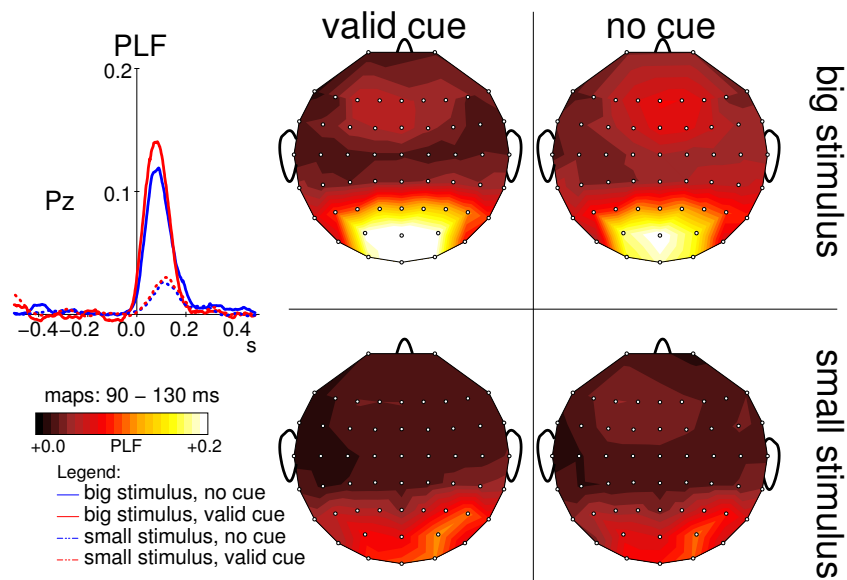 valid cue
no cue
PLF
0.2
0.1
Pz
−0.4 −0.2 0.0 0.2 0.4
s
big stimulus
small stimulus
maps: 90 − 130 ms
+0.0 PLF +0.2
Legend:
big stimulus, no cue
big stimulus, valid cue
small stimulus, no cue
small stimulus, valid cue